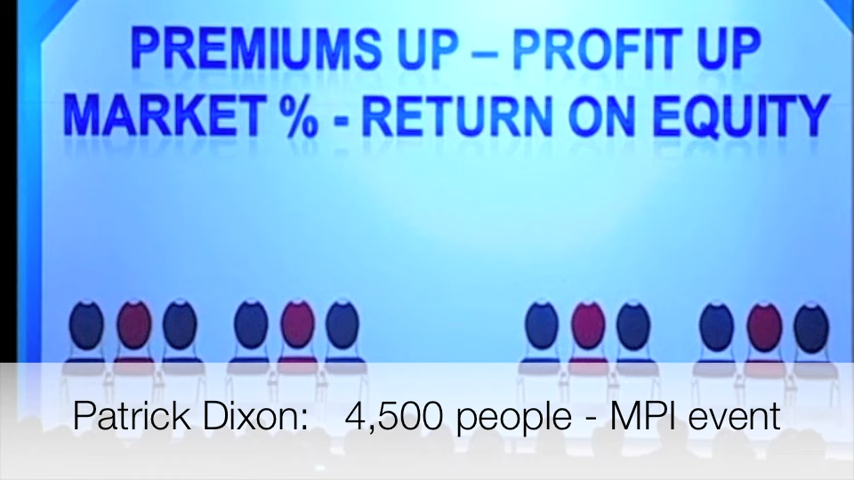 PREMIUMS UP – PROFIT UP
MARKET % - RETURN ON EQUITY
Patrick Dixon: 4,500 people - MPI event